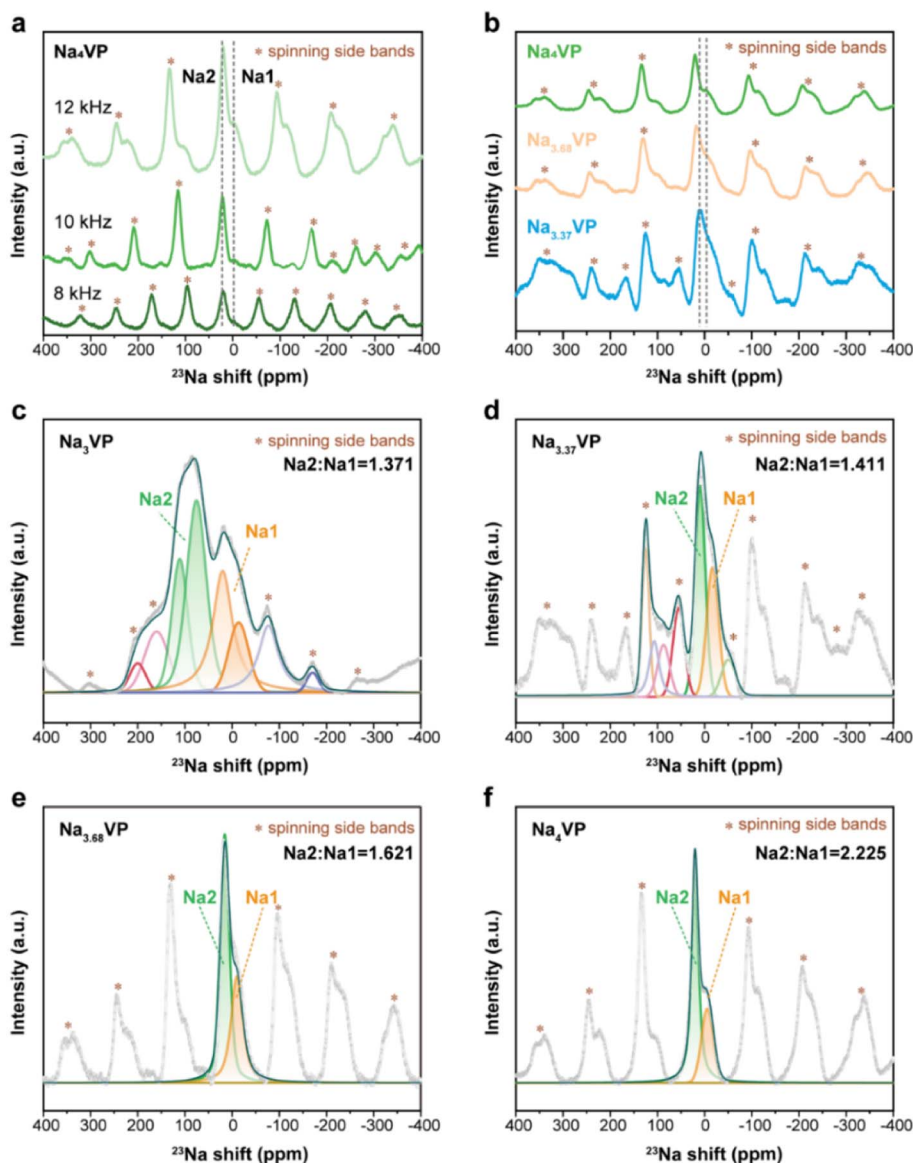 a
Na₄VP
* spinning side bands
Na2
Na1
12 kHz
10 kHz
8 kHz
Intensity (a.u.)
400 300 200 100 0 -100 -200 -300 -400
²³Na shift (ppm)
b
Na₄VP
* spinning side bands
Na₃.₆₈VP
Na₃.₃₇VP
Intensity (a.u.)
400 300 200 100 0 -100 -200 -300 -400
²³Na shift (ppm)
c
Na₃VP
* spinning side bands
Na2:Na1=1.371
Na2
Na1
Intensity (a.u.)
400 300 200 100 0 -100 -200 -300 -400
²³Na shift (ppm)
d
Na₃.₃₇VP
* spinning side bands
Na2:Na1=1.411
Na2
Na1
Intensity (a.u.)
400 300 200 100 0 -100 -200 -300 -400
²³Na shift (ppm)
e
Na₃.₆₈VP
* spinning side bands
Na2:Na1=1.621
Na2
Na1
Intensity (a.u.)
400 300 200 100 0 -100 -200 -300 -400
²³Na shift (ppm)
f
Na₄VP
* spinning side bands
Na2:Na1=2.225
Na2
Na1
Intensity (a.u.)
400 300 200 100 0 -100 -200 -300 -400
²³Na shift (ppm)